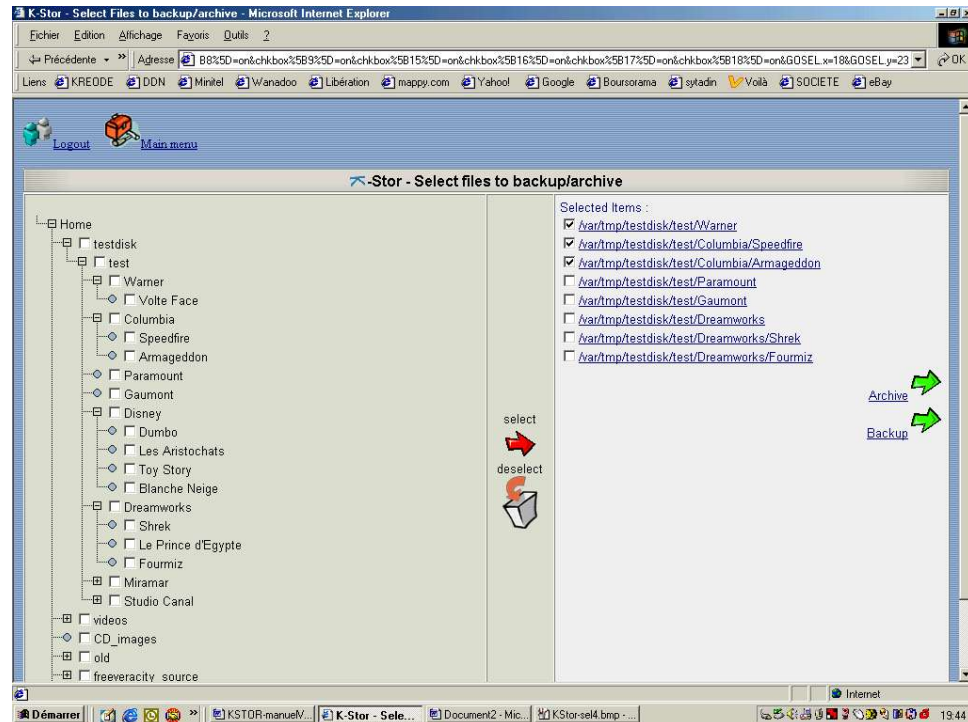 K-Stor - Select Files to backup/archive - Microsoft Internet Explorer
Fichier Edition Affichage Favoris Outils ?
Précédente » Adresse B8%5D=on&chkbox%5B9%5D=on&chkbox%5B15%5D=on&chkbox%5B16%5D=on&chkbox%5B17%5D=on&chkbox%5B18%5D=on&GOSEL.x=18&GOSEL.y=23 OK
Liens KREODE DDN Minitel Wanadoo Libération mappy.com Yahoo! Google Boursorama sytadin Voilà SOCIETE eBay
Logout Main menu
K-Stor - Select files to backup/archive
Home
testdisk
test
Warner
Volte Face
Columbia
Speedfire
Armageddon
Paramount
Gaumont
Disney
Dumbo
Les Aristochats
Toy Story
Blanche Neige
Dreamworks
Shrek
Le Prince d'Egypte
Fourmiz
Miramar
Studio Canal
videos
CD_images
old
freeveracity_source
select
deselect
Selected Items :
/var/tmp/testdisk/test/Warner
/var/tmp/testdisk/test/Columbia/Speedfire
/var/tmp/testdisk/test/Columbia/Armageddon
/var/tmp/testdisk/test/Paramount
/var/tmp/testdisk/test/Gaumont
/var/tmp/testdisk/test/Dreamworks
/var/tmp/testdisk/test/Dreamworks/Shrek
/var/tmp/testdisk/test/Dreamworks/Fourmiz
Archive
Backup
Internet
Démarrer » KSTOR-manuelV... K-Stor - Sele... Document2 - Mic... KStor-sel4.bmp - ... 19:44